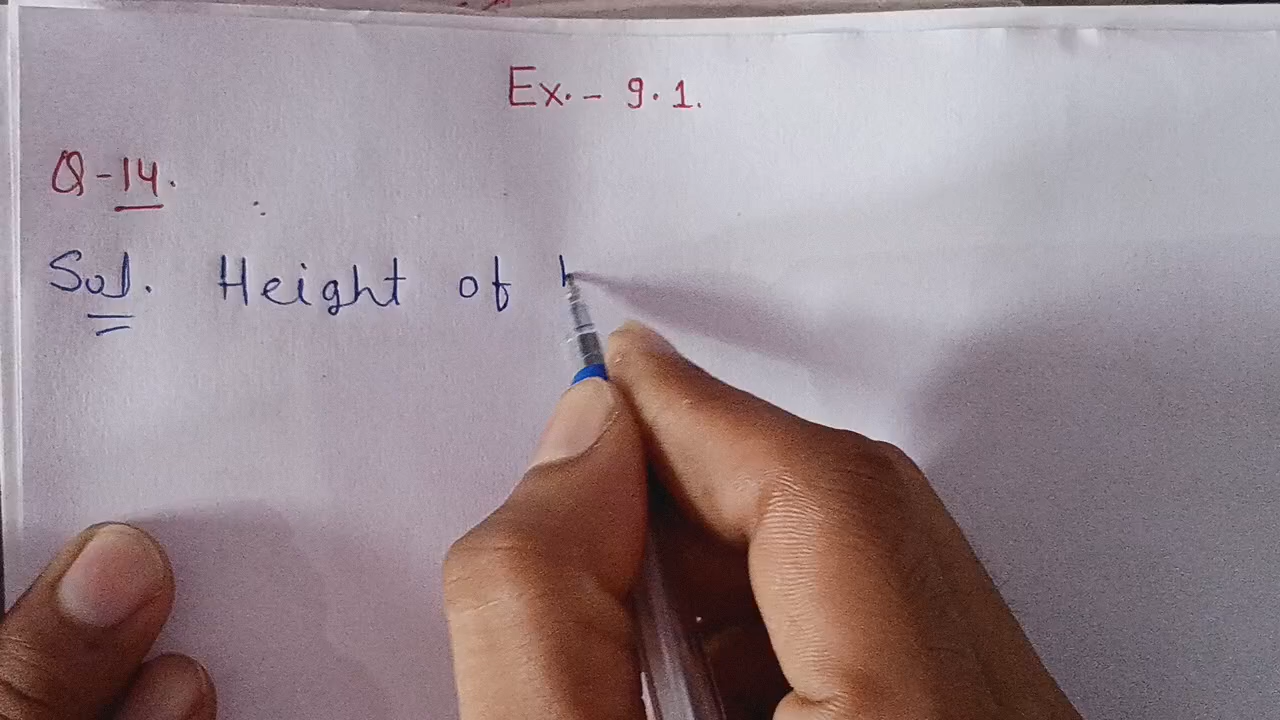 Ex.- 9.1.
Q-14.
Sol. Height of